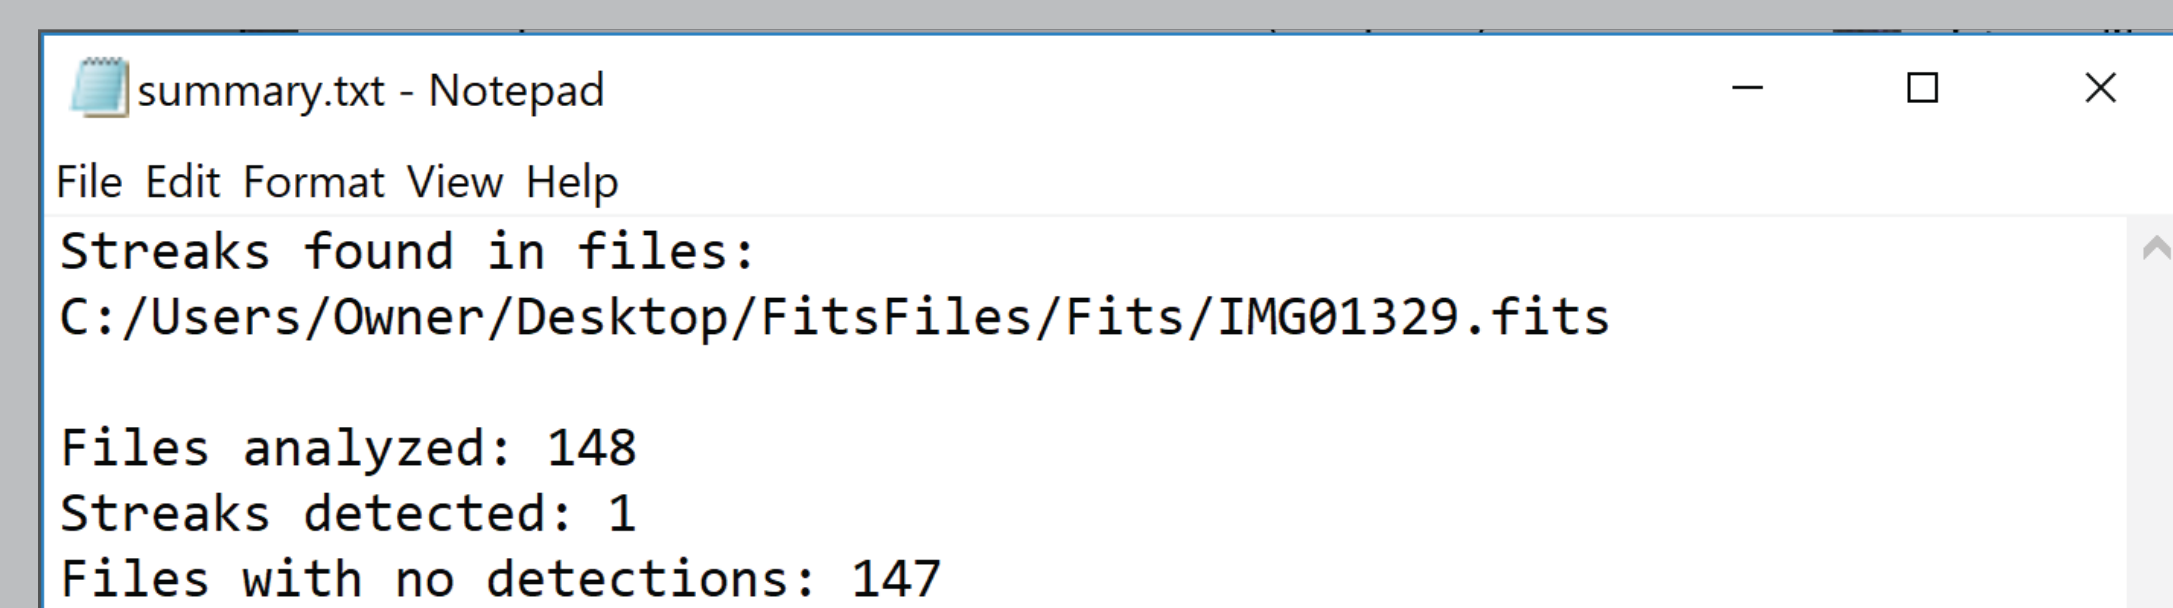 summary.txt - Notepad
File Edit Format View Help
Streaks found in files:
C:/Users/Owner/Desktop/FitsFiles/Fits/IMG01329.fits
Files analyzed: 148
Streaks detected: 1
Files with no detections: 147